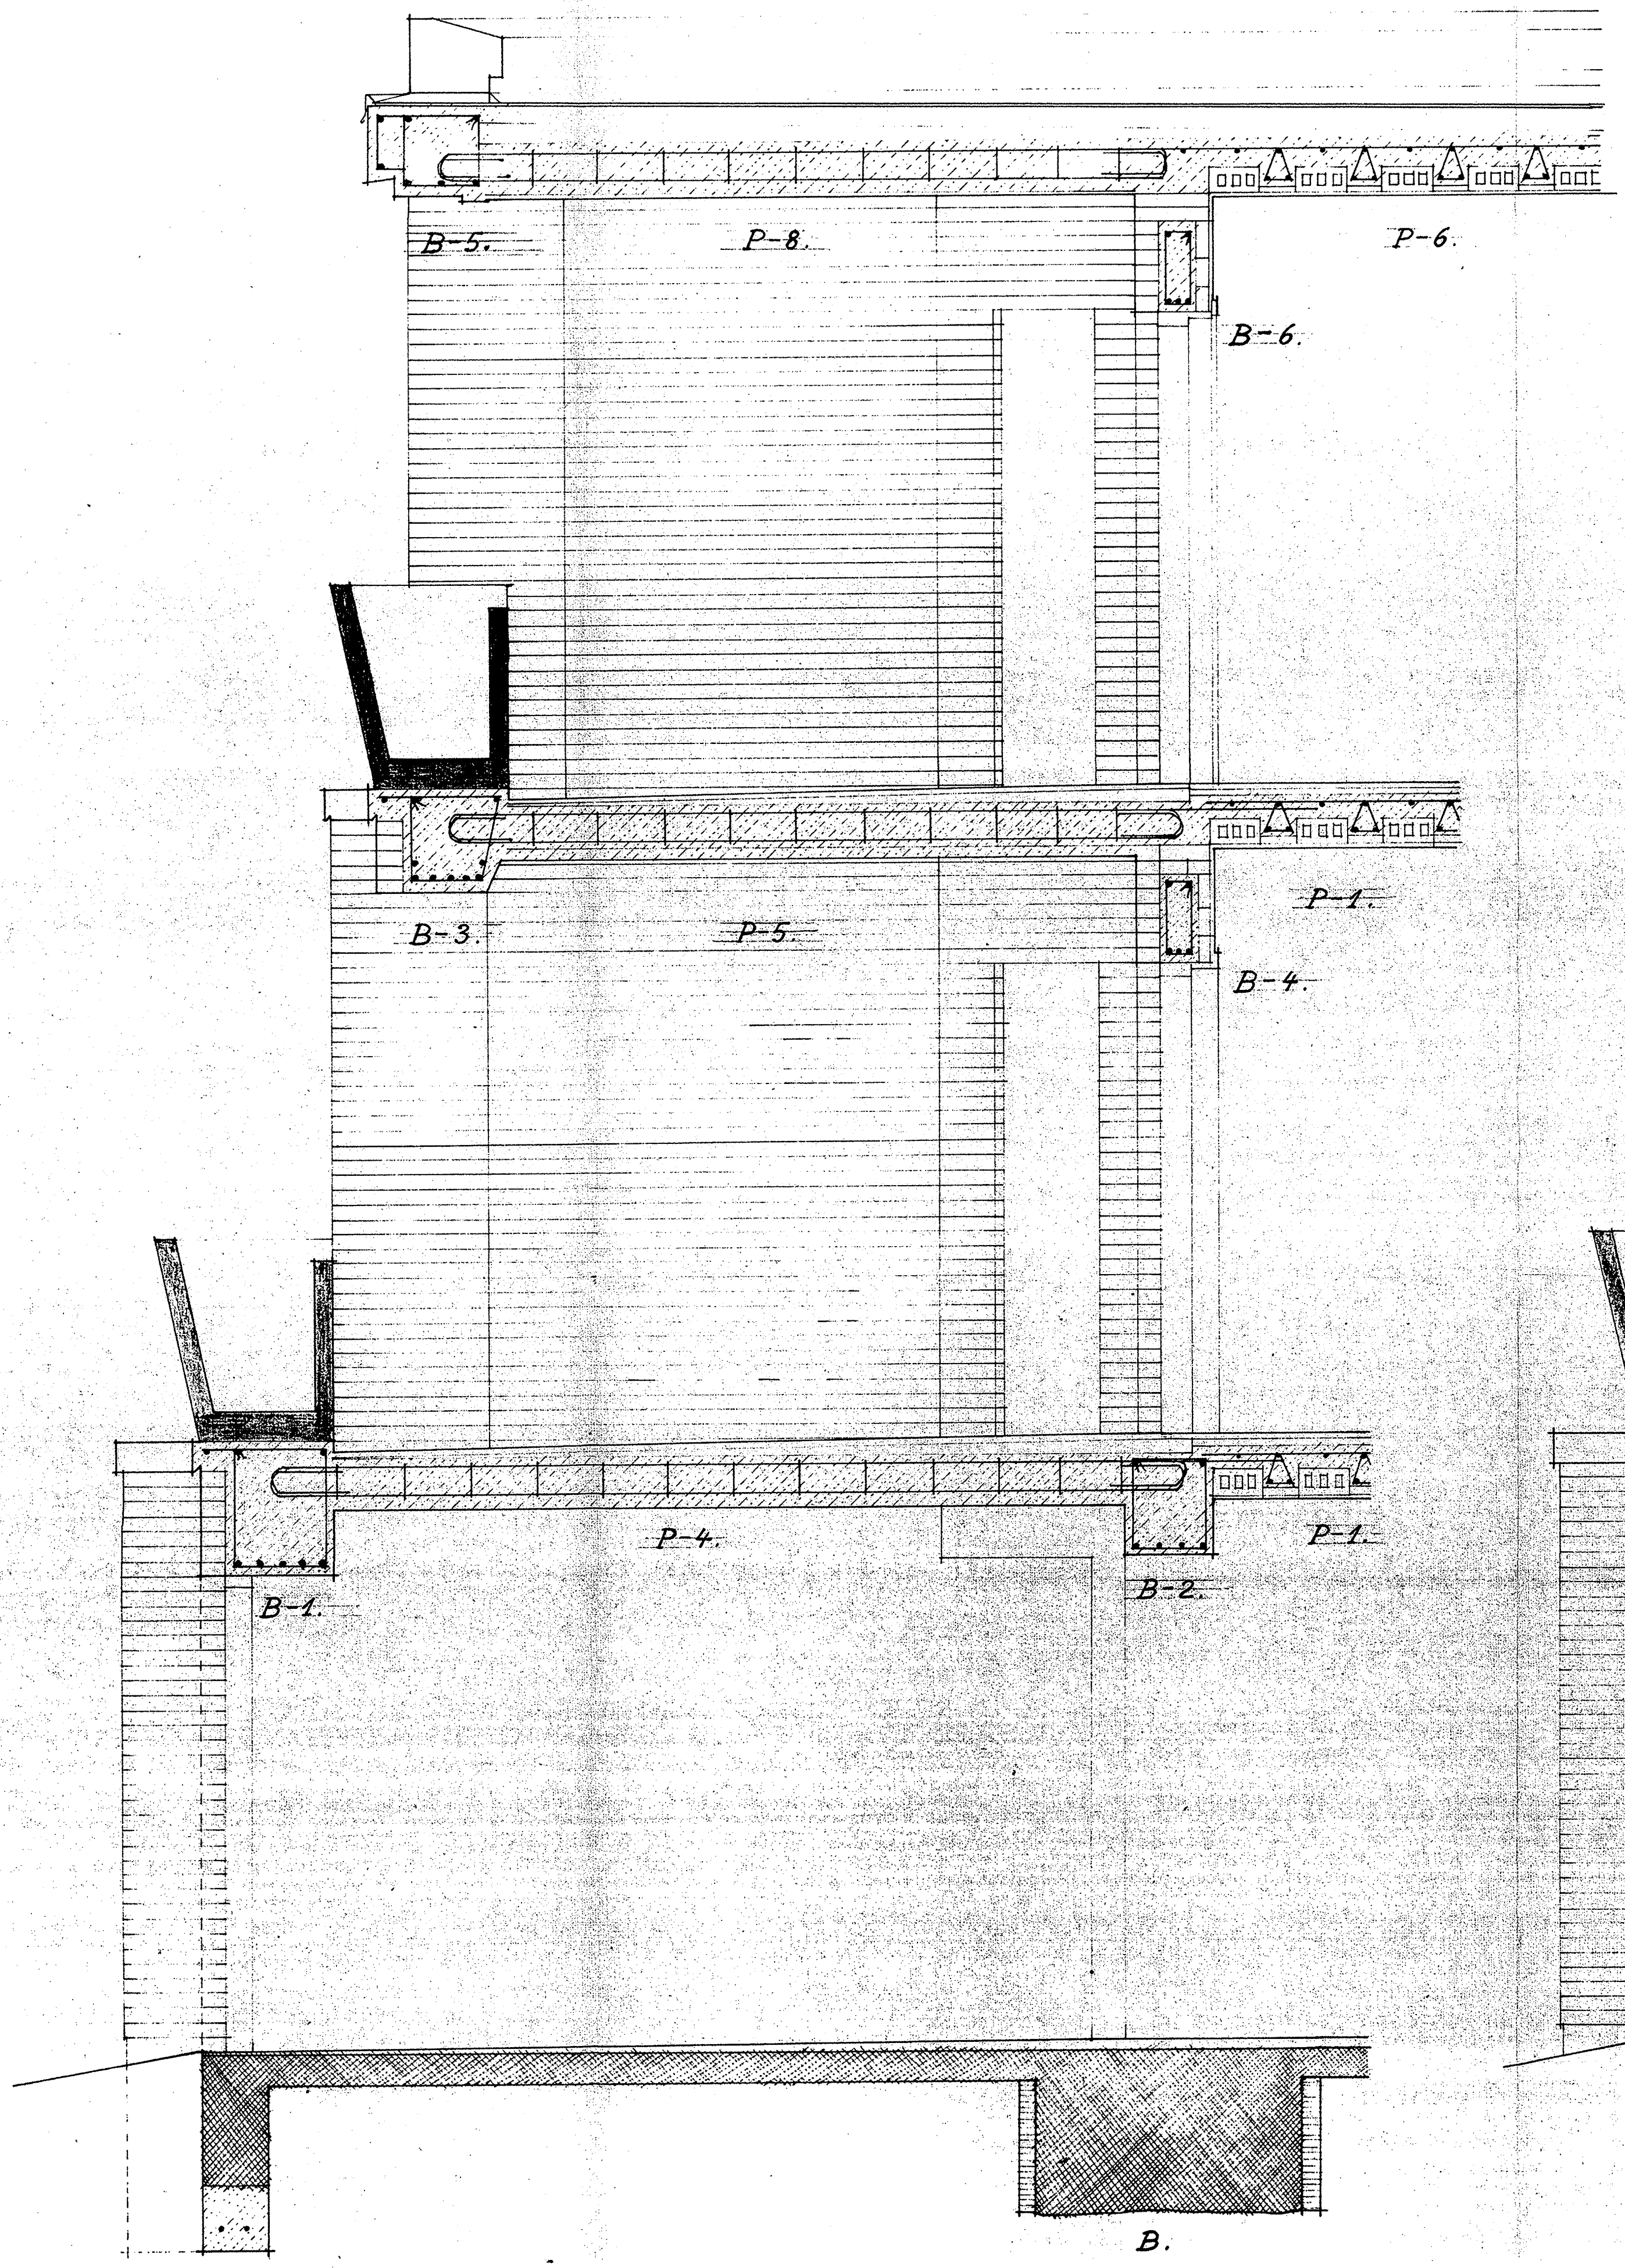 B-5. P-8. P-6.
B-6.
B-3. P-5. P-1.
B-4.
P-4. P-1.
B-1. B-2.
B.